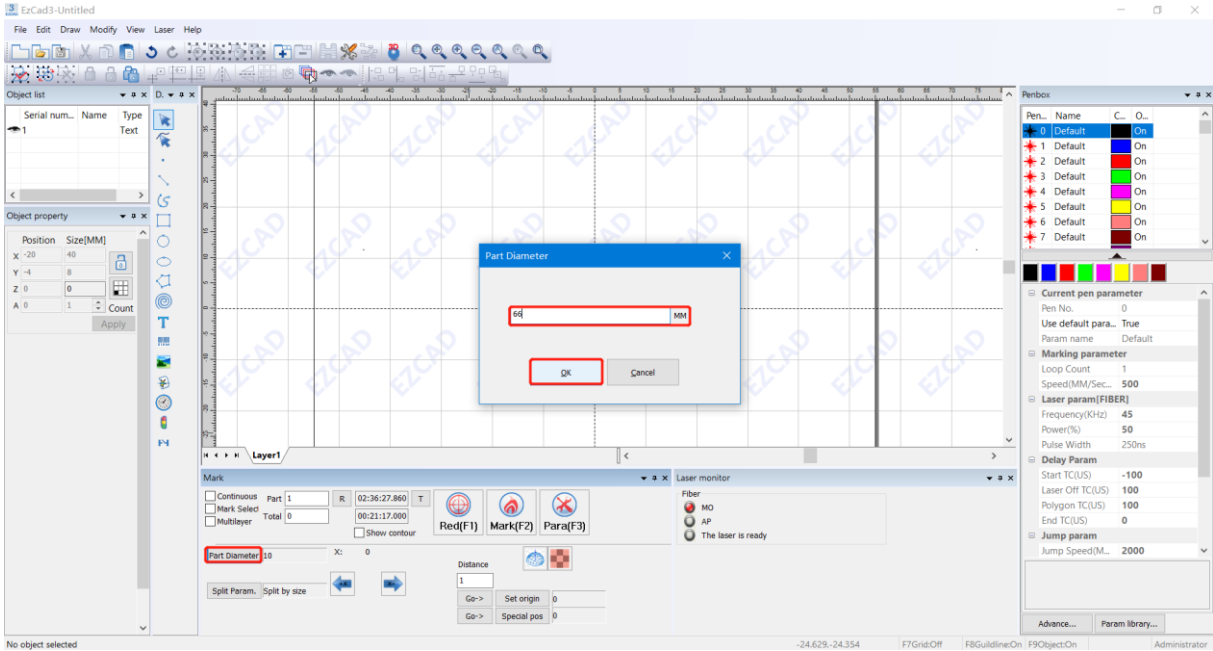 EzCad3-Untitled
File Edit Draw Modify View Laser Help
Object list
Serial num... Name Type
1 Text
Object property
Position Size[MM]
X -20 40
Y -4 8
Z 0 0
A 0 1 Count
Apply
D.
EZCAD
Part Diameter
66 MM
OK Cancel
Layer1
Mark
Continuous Part 1 R 02:36:27.860 T
Mark Select
Multilayer Total 0 00:21:17.000
Show contour
Red(F1) Mark(F2) Para(F3)
Part Diameter 10 X: 0
Split Param. Split by size
Distance
1
Go-> Set origin 0
Go-> Special pos 0
Laser monitor
Fiber
MO
AP
The laser is ready
Penbox
Pen... Name C... O...
0 Default On
1 Default On
2 Default On
3 Default On
4 Default On
5 Default On
6 Default On
7 Default On
Current pen parameter
Pen No. 0
Use default para... True
Param name Default
Marking parameter
Loop Count 1
Speed(MM/Sec... 500
Laser param[FIBER]
Frequency(KHz) 45
Power(%) 50
Pulse Width 250ns
Delay Param
Start TC(US) -100
Laser Off TC(US) 100
Polygon TC(US) 100
End TC(US) 0
Jump param
Jump Speed(M... 2000
Advance... Param library...
No object selected
-24.629,-24.354 F7Grid:Off F8Guildline:On F9Object:On Administrator